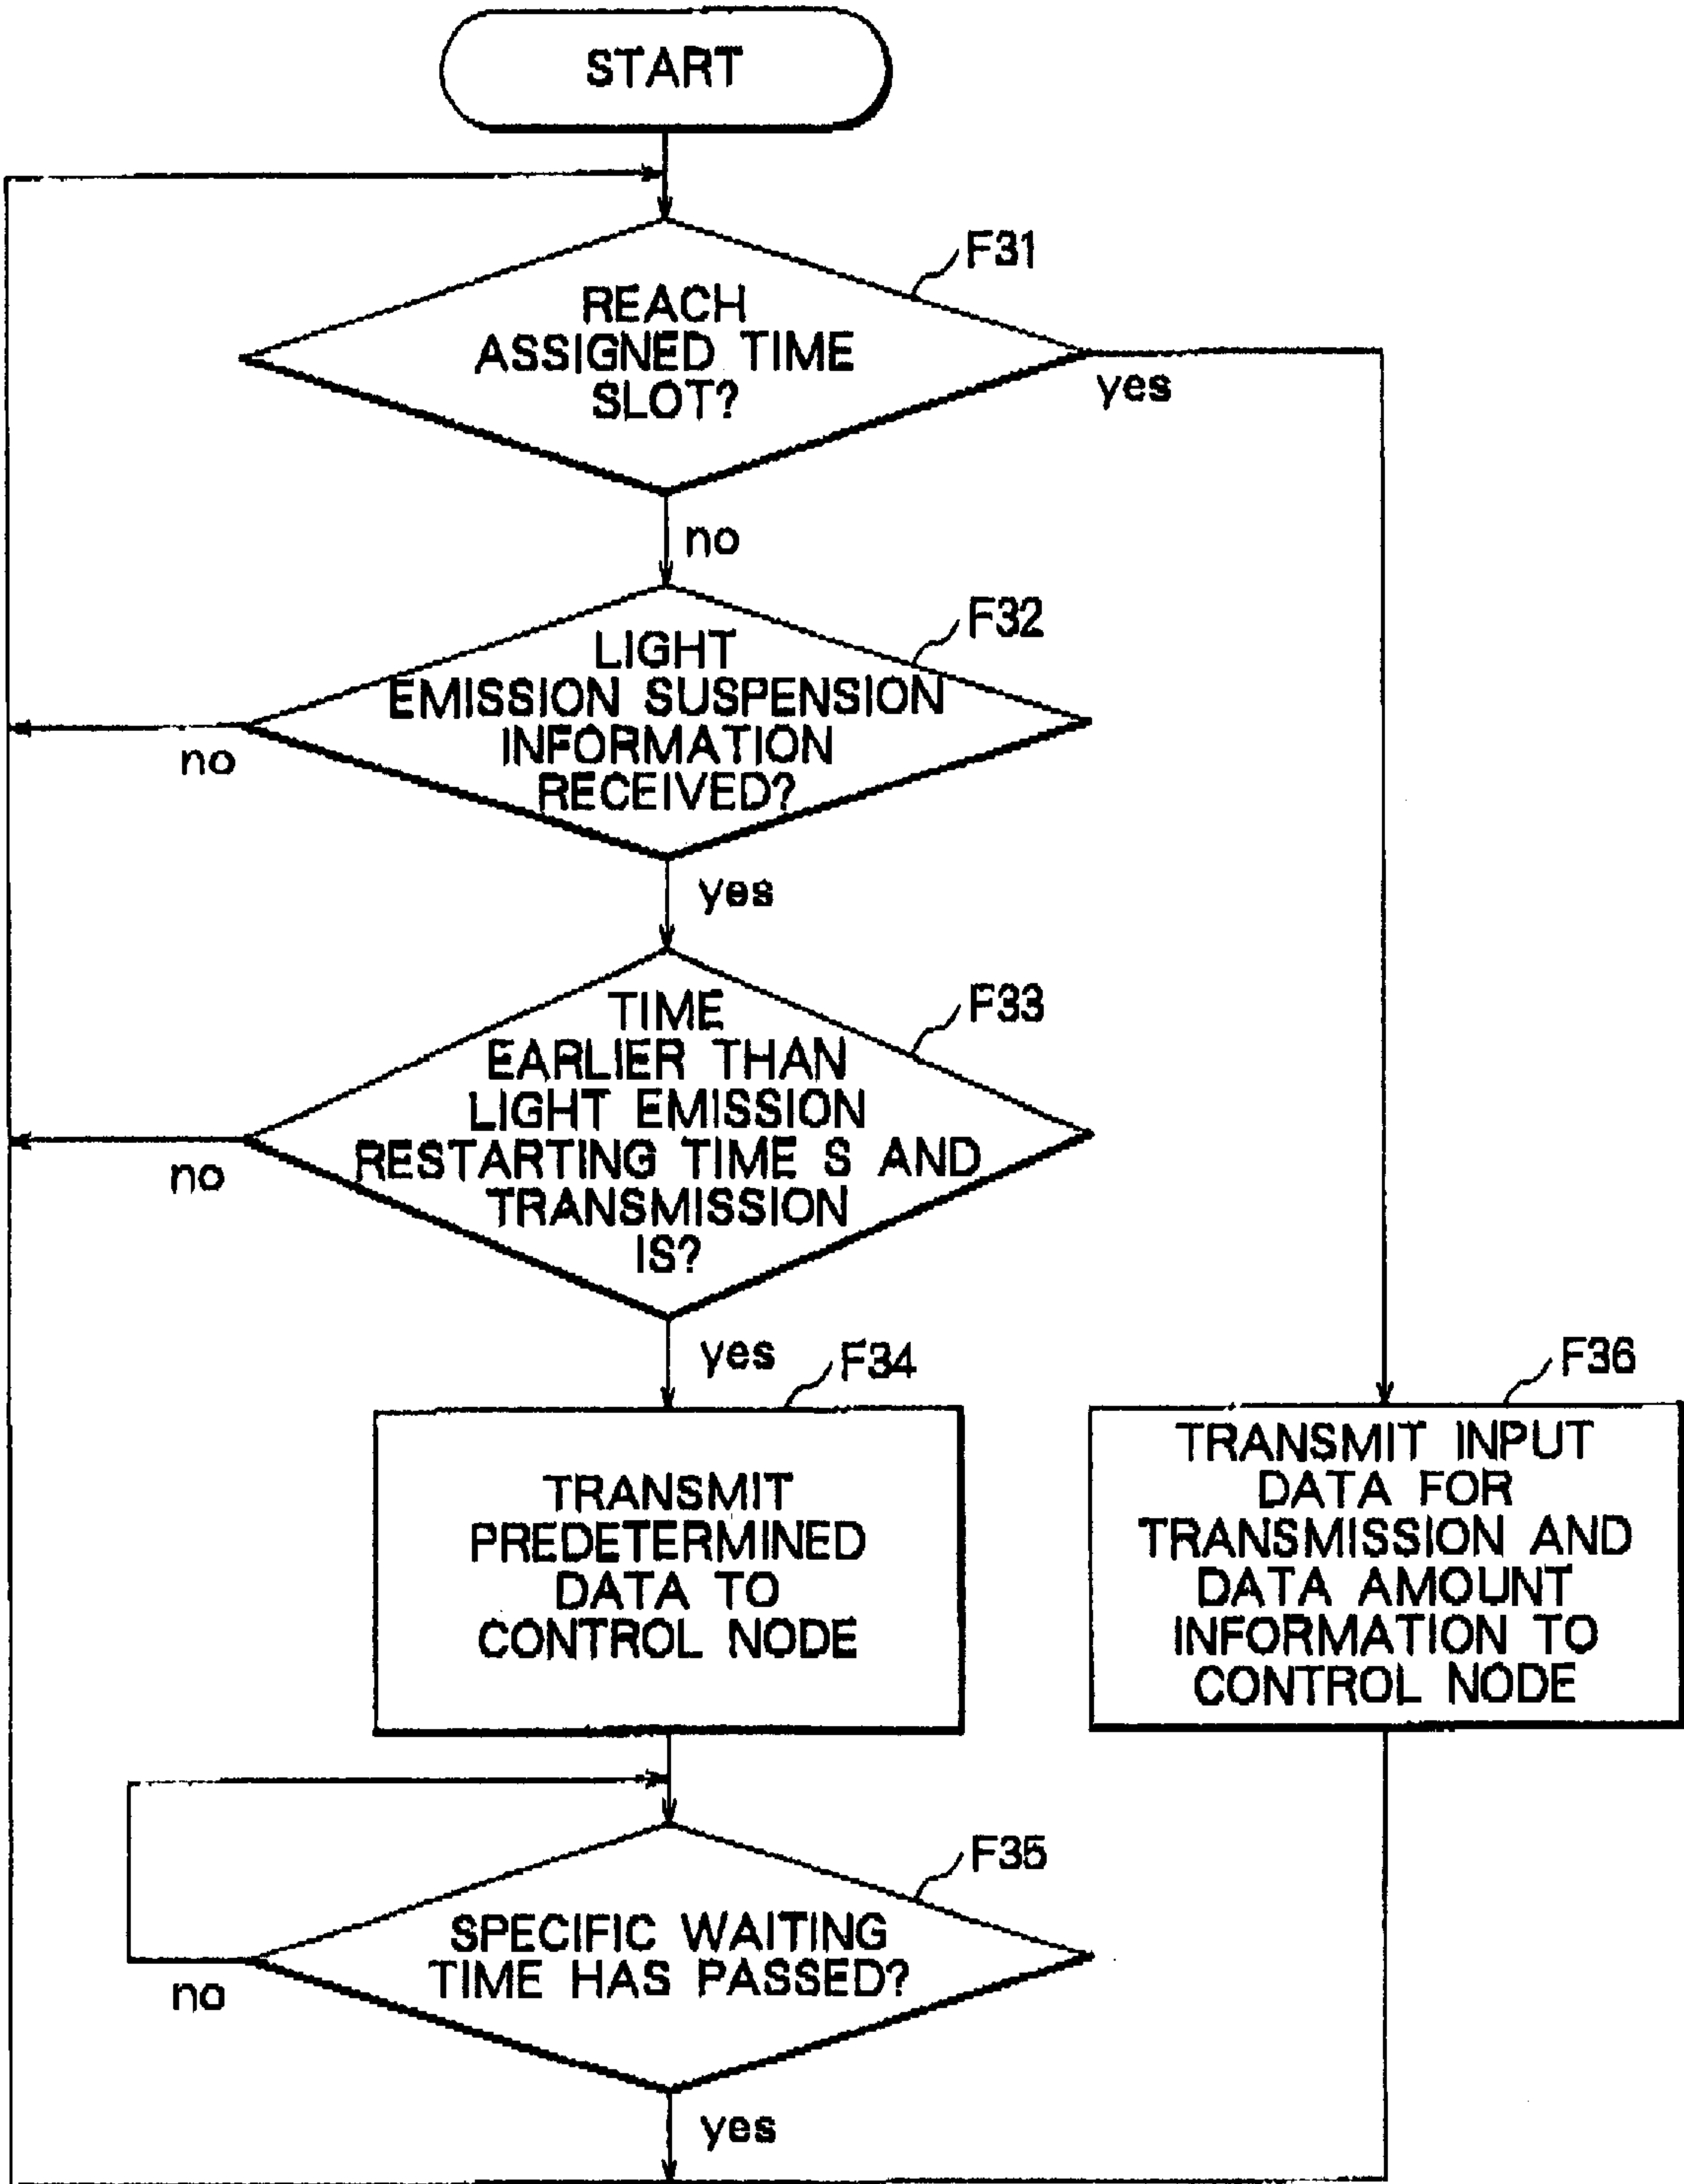 START
F31
REACH
ASSIGNED TIME
SLOT?
yes
no
F32
LIGHT
EMISSION SUSPENSION
INFORMATION
RECEIVED?
no
yes
F33
TIME
EARLIER THAN
LIGHT EMISSION
RESTARTING TIME S AND
TRANSMISSION
IS?
no
yes
F34
TRANSMIT
PREDETERMINED
DATA TO
CONTROL NODE
F36
TRANSMIT INPUT
DATA FOR
TRANSMISSION AND
DATA AMOUNT
INFORMATION TO
CONTROL NODE
F35
SPECIFIC WAITING
TIME HAS PASSED?
no
yes